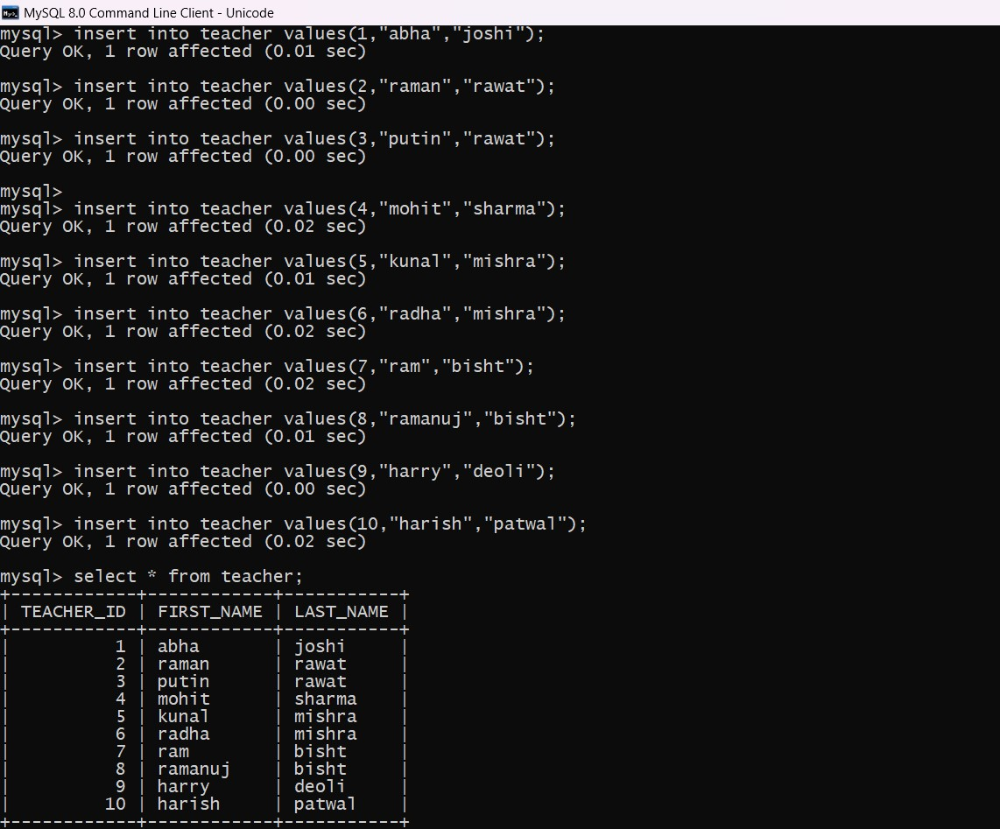 MySQL 8.0 Command Line Client - Unicode
mysql> insert into teacher values(1,"abha","joshi");
Query OK, 1 row affected (0.01 sec)
mysql> insert into teacher values(2,"raman","rawat");
Query OK, 1 row affected (0.00 sec)
mysql> insert into teacher values(3,"putin","rawat");
Query OK, 1 row affected (0.00 sec)
mysql>
mysql> insert into teacher values(4,"mohit","sharma");
Query OK, 1 row affected (0.02 sec)
mysql> insert into teacher values(5,"kunal","mishra");
Query OK, 1 row affected (0.01 sec)
mysql> insert into teacher values(6,"radha","mishra");
Query OK, 1 row affected (0.02 sec)
mysql> insert into teacher values(7,"ram","bisht");
Query OK, 1 row affected (0.02 sec)
mysql> insert into teacher values(8,"ramanuj","bisht");
Query OK, 1 row affected (0.01 sec)
mysql> insert into teacher values(9,"harry","deoli");
Query OK, 1 row affected (0.00 sec)
mysql> insert into teacher values(10,"harish","patwal");
Query OK, 1 row affected (0.02 sec)
mysql> select * from teacher;
+------------+------------+-----------+
| TEACHER_ID | FIRST_NAME | LAST_NAME |
+------------+------------+-----------+
|          1 | abha       | joshi     |
|          2 | raman      | rawat     |
|          3 | putin      | rawat     |
|          4 | mohit      | sharma    |
|          5 | kunal      | mishra    |
|          6 | radha      | mishra    |
|          7 | ram        | bisht     |
|          8 | ramanuj    | bisht     |
|          9 | harry      | deoli     |
|         10 | harish     | patwal    |
+------------+------------+-----------+